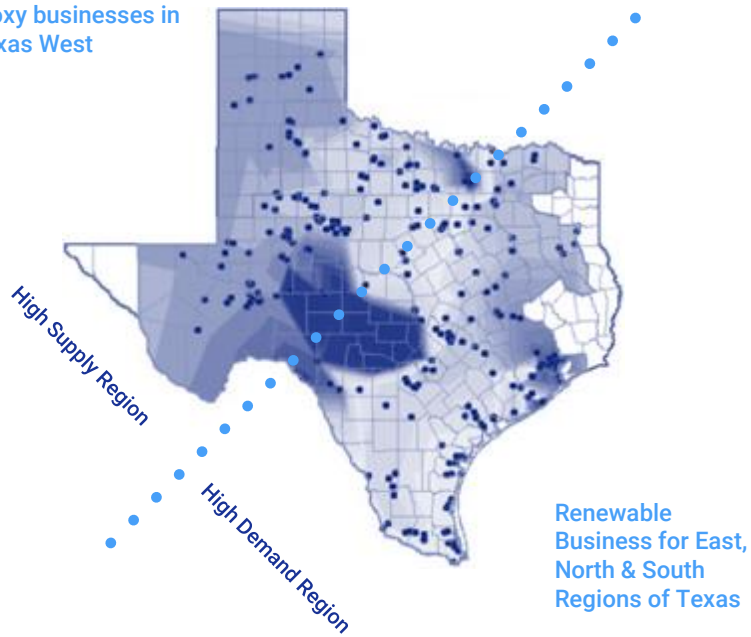 businesses in
West
High Supply Region
High Demand Region
Renewable
Business for East,
North & South
Regions of Texas